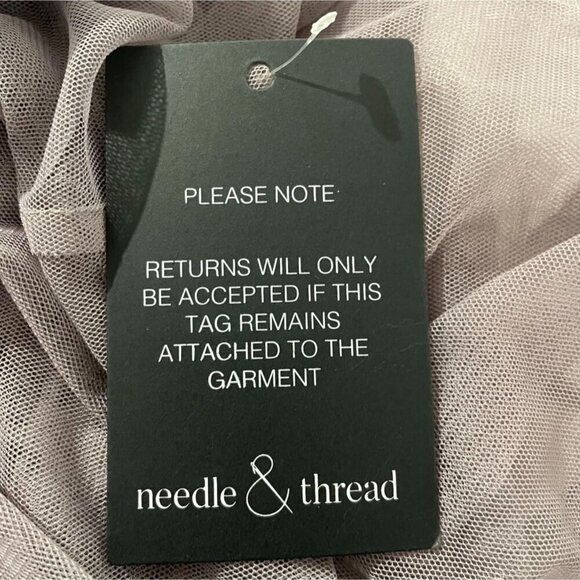 PLEASE NOTE
RETURNS WILL ONLY
BE ACCEPTED IF THIS
TAG REMAINS
ATTACHED TO THE
GARMENT
needle & thread